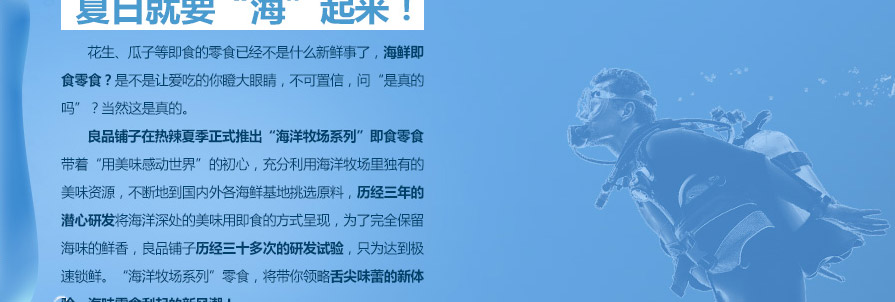 夏日就要“海”起来！
花生、瓜子等即食的零食已经不是什么新鲜事了，海鲜即
食零食？是不是让爱吃的你瞪大眼睛，不可置信，问“是真的
吗”？当然这是真的。
良品铺子在热辣夏季正式推出“海洋牧场系列”即食零食
带着“用美味感动世界”的初心，充分利用海洋牧场里独有的
美味资源，不断地到国内外各海鲜基地挑选原料，历经三年的
潜心研发将海洋深处的美味用即食的方式呈现，为了完全保留
海味的鲜香，良品铺子历经三十多次的研发试验，只为达到极
速锁鲜。“海洋牧场系列”零食，将带你领略舌尖味蕾的新体
验，海味零食刮起的新风潮！